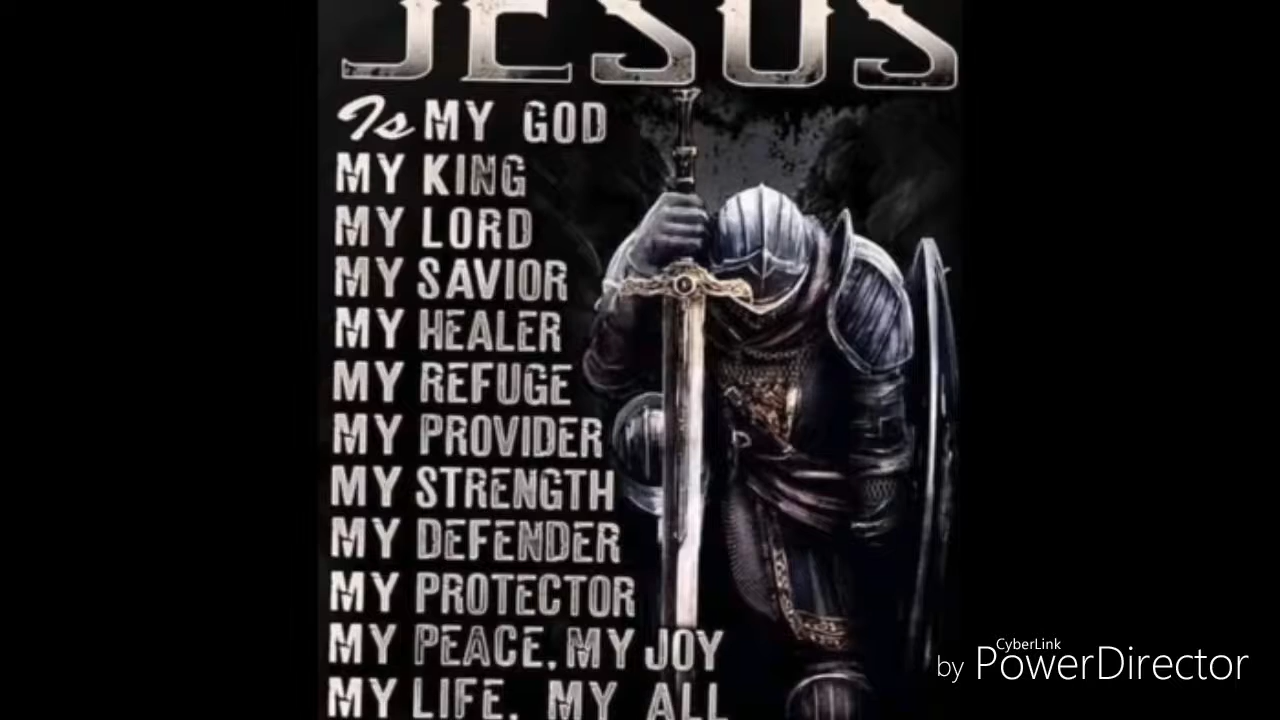 JESUS
Is MY GOD
MY KING
MY LORD
MY SAVIOR
MY HEALER
MY REFUGE
MY PROVIDER
MY STRENGTH
MY DEFENDER
MY PROTECTOR
MY PEACE, MY JOY
MY LIFE, MY ALL
CyberLink
by PowerDirector